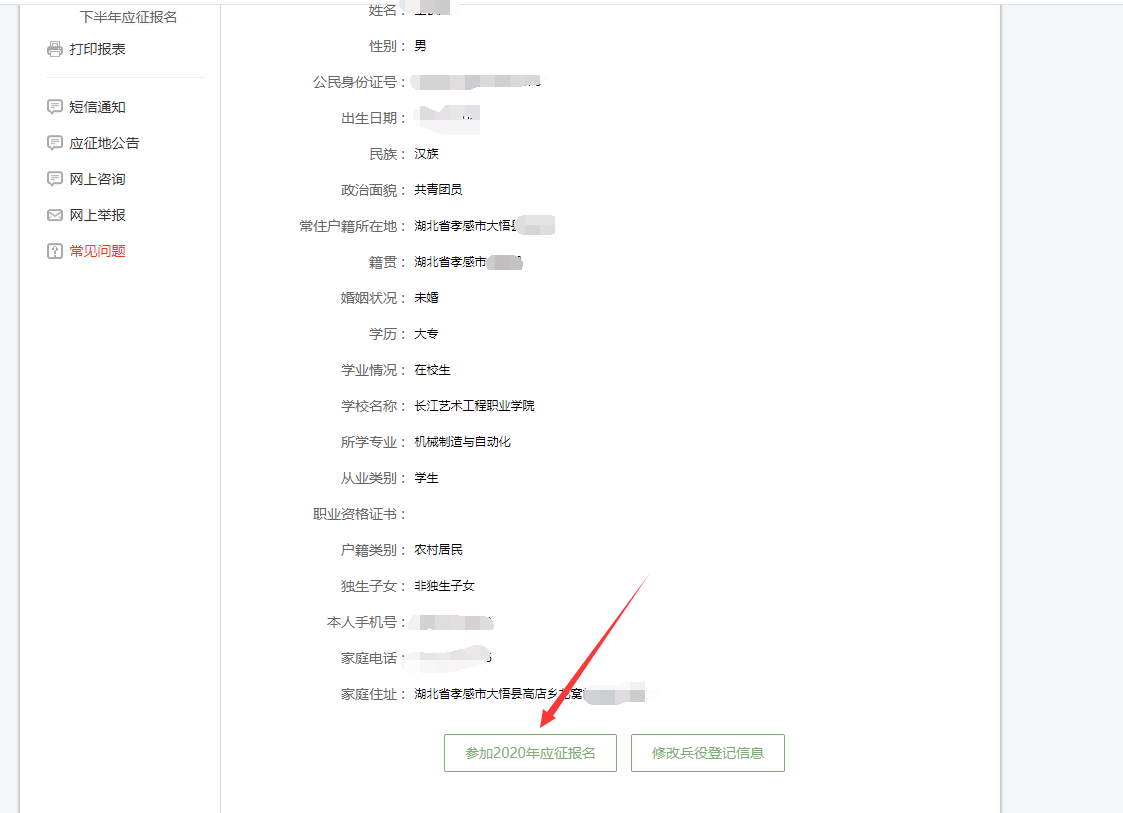 下半年应征报名
打印报表
短信通知
应征地公告
网上咨询
网上举报
常见问题
姓名
性别： 男
公民身份证号：
出生日期：
民族： 汉族
政治面貌： 共青团员
常住户籍所在地： 湖北省孝感市大悟县
籍贯： 湖北省孝感市
婚姻状况： 未婚
学历： 大专
学业情况： 在校生
学校名称： 长江艺术工程职业学院
所学专业： 机械制造与自动化
从业类别： 学生
职业资格证书：
户籍类别： 农村居民
独生子女： 非独生子女
本人手机号：
家庭电话
家庭住址： 湖北省孝感市大悟县高店乡
参加2020年应征报名
修改兵役登记信息